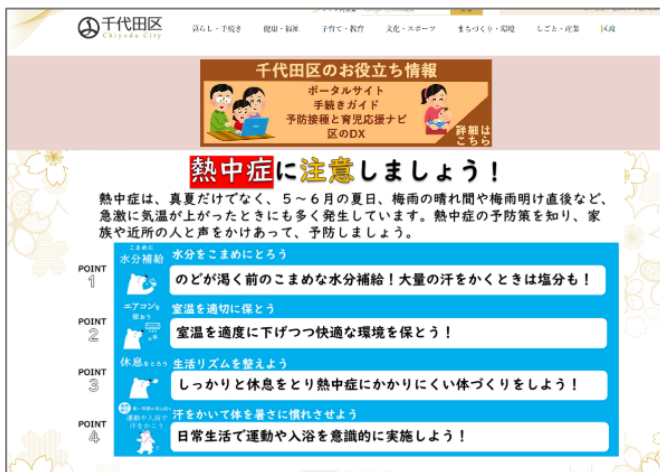 千代田区
Chiyoda City
暮らし・手続き 健康・福祉 子育て・教育 文化・スポーツ まちづくり・環境 しごと・産業 区政
千代田区のお役立ち情報
ポータルサイト
手続きガイド
予防接種と育児応援ナビ
区のDX
詳細は
こちら
熱中症に注意しましょう！
熱中症は、真夏だけでなく、５～６月の夏日、梅雨の晴れ間や梅雨明け直後など、
急激に気温が上がったときにも多く発生しています。熱中症の予防策を知り、家
族や近所の人と声をかけあって、予防しましょう。
POINT
1
こまめに
水分補給
水分をこまめにとろう
のどが渇く前のこまめな水分補給！大量の汗をかくときは塩分も！
POINT
2
エアコンを
使おう
室温を適切に保とう
室温を適度に下げつつ快適な環境を保とう！
POINT
3
休息をとろう
生活リズムを整えよう
しっかりと休息をとり熱中症にかかりにくい体づくりをしよう！
POINT
4
運動や入浴で
汗をかこう
汗をかいて体を暑さに慣れさせよう
日常生活で運動や入浴を意識的に実施しよう！